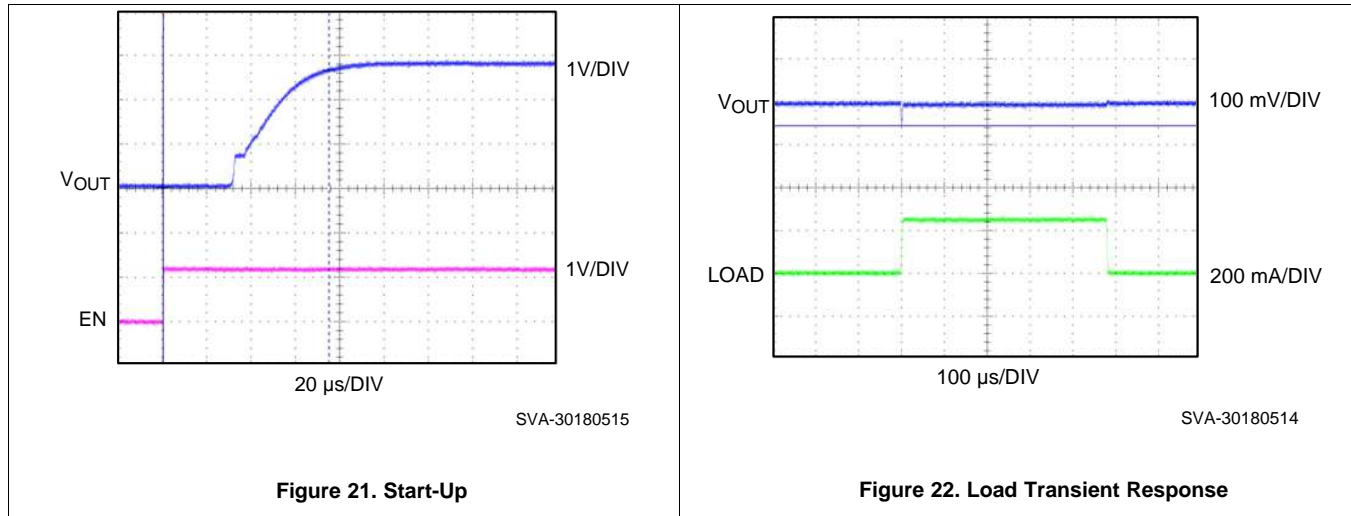 1V/DIV
VOUT
1V/DIV
EN
20 µs/DIV
SVA-30180515
Figure 21. Start-Up
VOUT
100 mV/DIV
LOAD
200 mA/DIV
100 µs/DIV
SVA-30180514
Figure 22. Load Transient Response